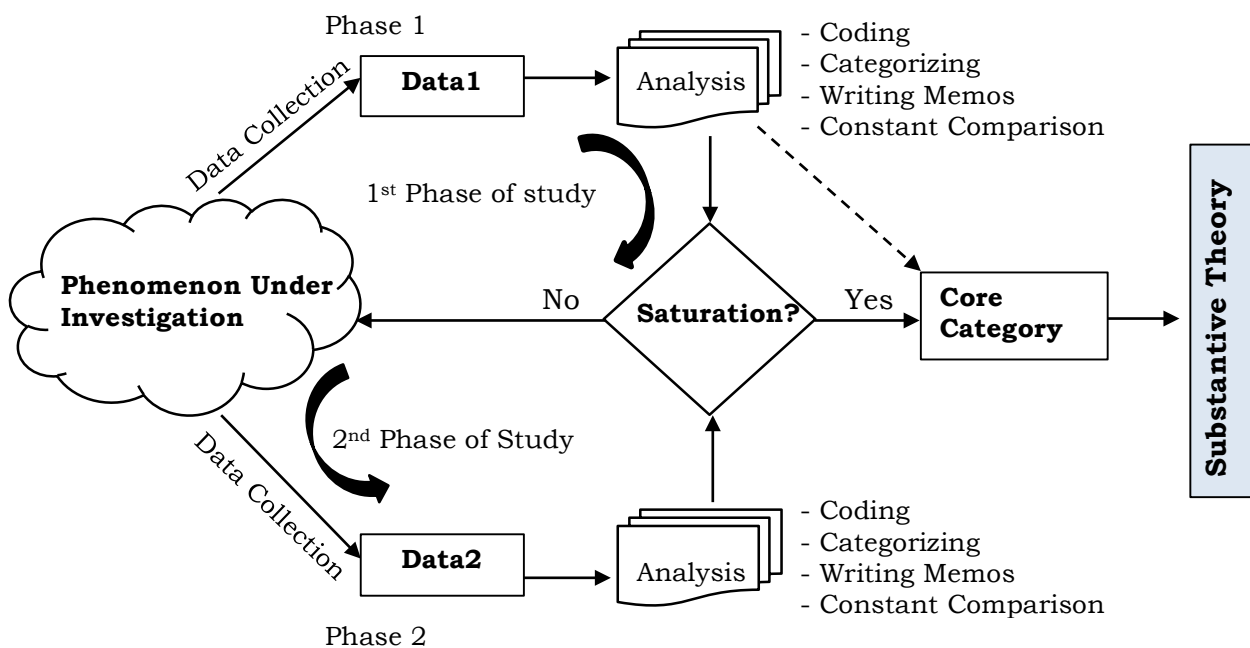 Phase 1
Data Collection
Data1
Analysis
- Coding
- Categorizing
- Writing Memos
- Constant Comparison
1st Phase of study
Phenomenon Under
Investigation
No
Saturation?
Yes
Core
Category
Substantive Theory
2nd Phase of Study
Data Collection
Data2
Analysis
- Coding
- Categorizing
- Writing Memos
- Constant Comparison
Phase 2